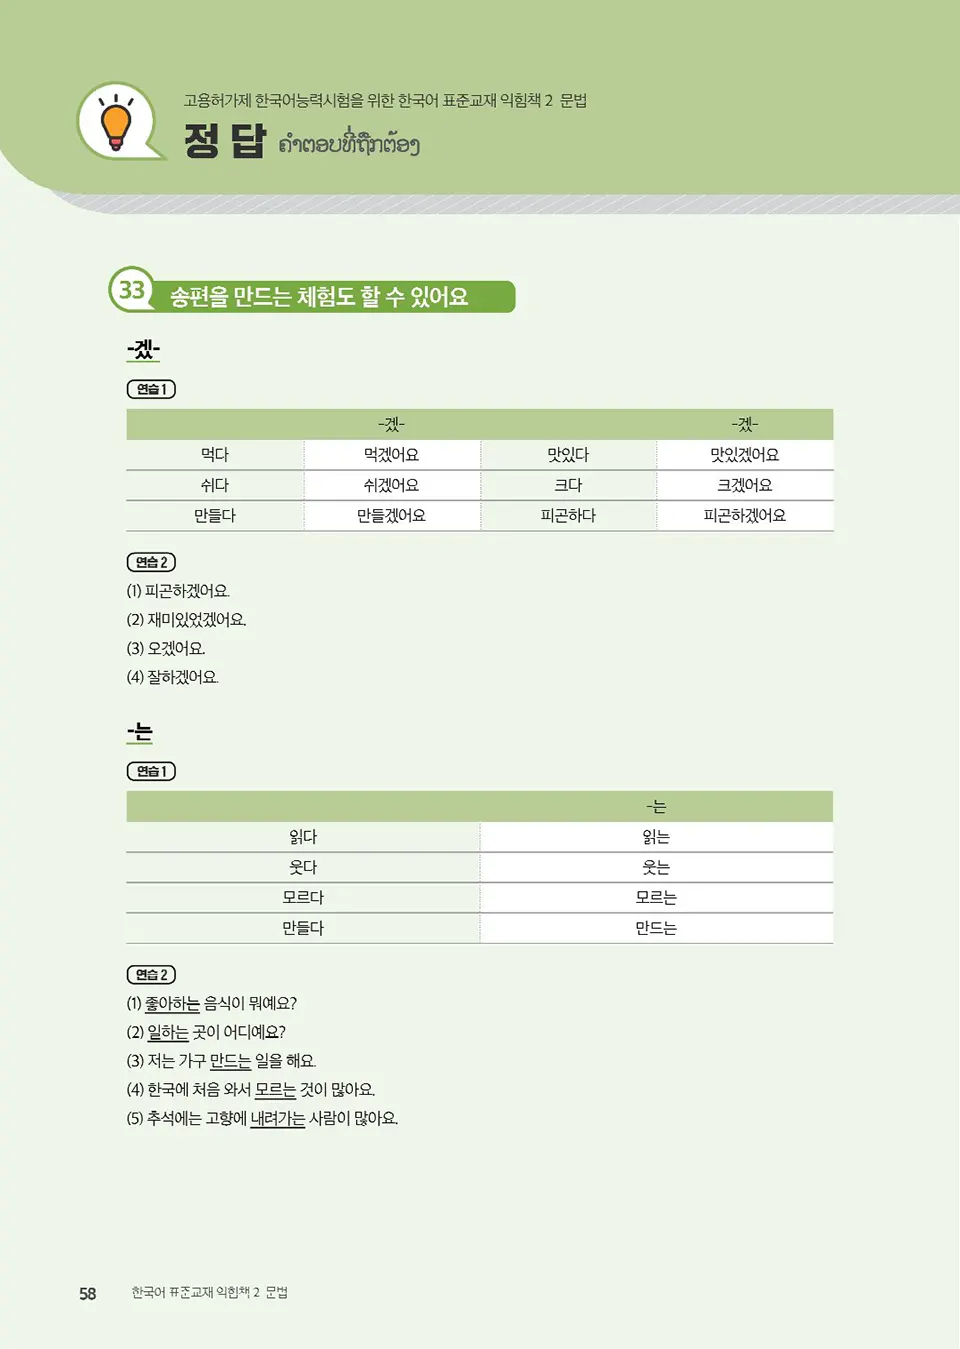 고용허가제 한국어능력시험을 위한 한국어 표준교재 익힘책 2 문법
정 답 ຄຳຕອບທີ່ຖືກຕ້ອງ
33 송편을 만드는 체험도 할 수 있어요
-겠-
연습 1
-겠- -겠-
먹다 먹겠어요 맛있다 맛있겠어요
쉬다 쉬겠어요 크다 크겠어요
만들다 만들겠어요 피곤하다 피곤하겠어요
연습 2
(1) 피곤하겠어요.
(2) 재미있었겠어요.
(3) 오겠어요.
(4) 잘하겠어요.
-는
연습 1
-는
읽다 읽는
웃다 웃는
모르다 모르는
만들다 만드는
연습 2
(1) 좋아하는 음식이 뭐예요?
(2) 일하는 곳이 어디예요?
(3) 저는 가구 만드는 일을 해요.
(4) 한국에 처음 와서 모르는 것이 많아요.
(5) 추석에는 고향에 내려가는 사람이 많아요.
58 한국어 표준교재 익힘책 2 문법